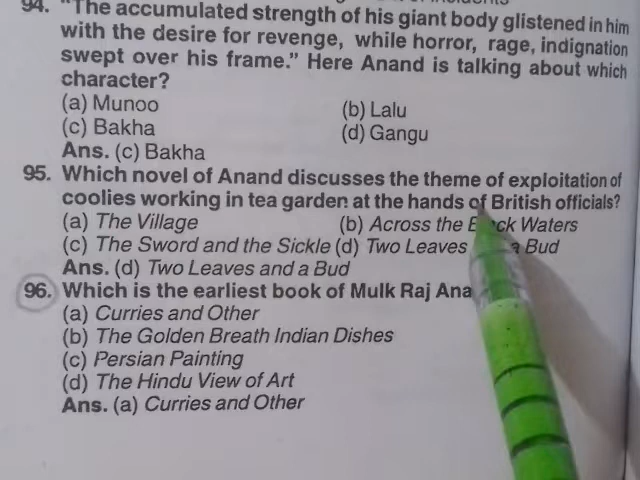 94. "The accumulated strength of his giant body glistened in him
with the desire for revenge, while horror, rage, indignation
swept over his frame." Here Anand is talking about which
character?
(a) Munoo (b) Lalu
(c) Bakha (d) Gangu
Ans. (c) Bakha
95. Which novel of Anand discusses the theme of exploitation of
coolies working in tea garden at the hands of British officials?
(a) The Village (b) Across the Waters
(c) The Sword and the Sickle (d) Two Leaves a Bud
Ans. (d) Two Leaves and a Bud
96. Which is the earliest book of Mulk Raj Ana
(a) Curries and Other
(b) The Golden Breath Indian Dishes
(c) Persian Painting
(d) The Hindu View of Art
Ans. (a) Curries and Other